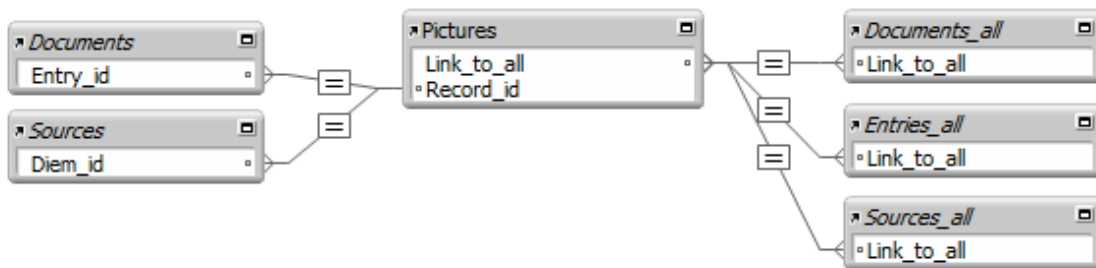 Documents
Entry_id
Sources
Diem_id
Pictures
Link_to_all
Record_id
Documents_all
Link_to_all
Entries_all
Link_to_all
Sources_all
Link_to_all